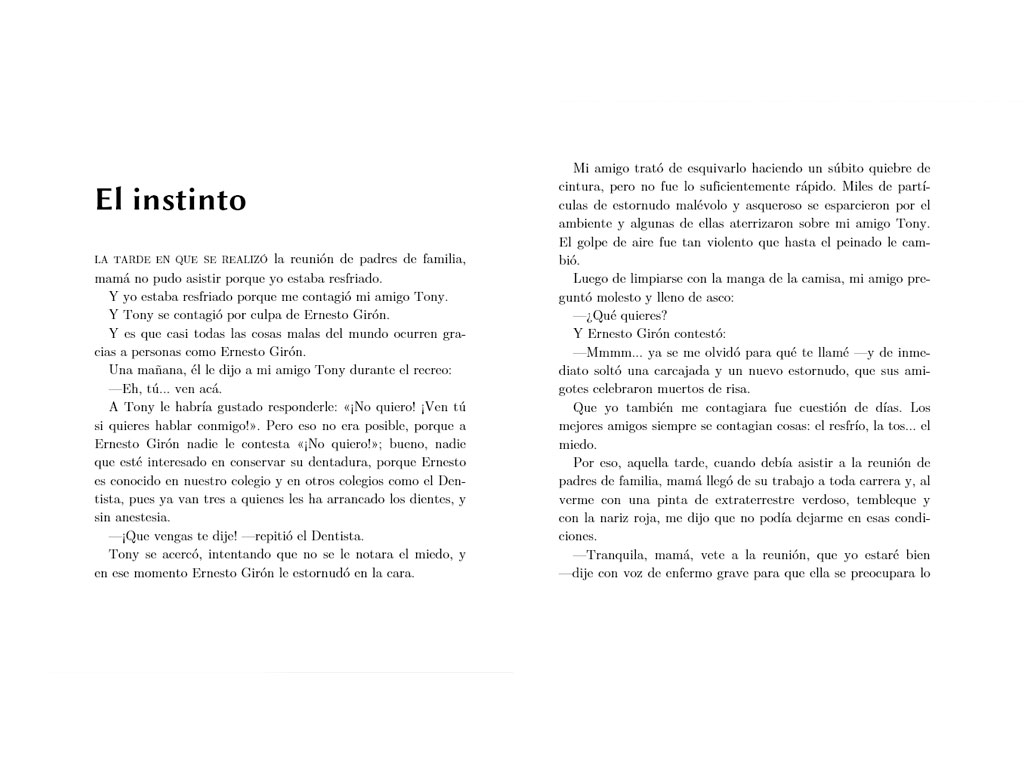 El instinto
LA TARDE EN QUE SE REALIZÓ la reunión de padres de familia,
mamá no pudo asistir porque yo estaba resfriado.
Y yo estaba resfriado porque me contagió mi amigo Tony.
Y Tony se contagió por culpa de Ernesto Girón.
Y es que casi todas las cosas malas del mundo ocurren gra-
cias a personas como Ernesto Girón.
Una mañana, él le dijo a mi amigo Tony durante el recreo:
—Eh, tú... ven acá.
A Tony le habría gustado responderle: «¡No quiero! ¡Ven tú
si quieres hablar conmigo!». Pero eso no era posible, porque a
Ernesto Girón nadie le contesta «¡No quiero!»; bueno, nadie
que esté interesado en conservar su dentadura, porque Ernesto
es conocido en nuestro colegio y en otros colegios como el Den-
tista, pues ya van tres a quienes les ha arrancado los dientes, y
sin anestesia.
—¡Que vengas te dije! —repitió el Dentista.
Tony se acercó, intentando que no se le notara el miedo, y
en ese momento Ernesto Girón le estornudó en la cara.
Mi amigo trató de esquivarlo haciendo un súbito quiebre de
cintura, pero no fue lo suficientemente rápido. Miles de partí-
culas de estornudo malévolo y asqueroso se esparcieron por el
ambiente y algunas de ellas aterrizaron sobre mi amigo Tony.
El golpe de aire fue tan violento que hasta el peinado le cam-
bió.
Luego de limpiarse con la manga de la camisa, mi amigo pre-
guntó molesto y lleno de asco:
—¿Qué quieres?
Y Ernesto Girón contestó:
—Mmmm... ya se me olvidó para qué te llamé —y de inme-
diato soltó una carcajada y un nuevo estornudo, que sus ami-
gotes celebraron muertos de risa.
Que yo también me contagiara fue cuestión de días. Los
mejores amigos siempre se contagian cosas: el resfrío, la tos... el
miedo.
Por eso, aquella tarde, cuando debía asistir a la reunión de
padres de familia, mamá llegó de su trabajo a toda carrera y, al
verme con una pinta de extraterrestre verdoso, tembleque y
con la nariz roja, me dijo que no podía dejarme en esas condi-
ciones.
—Tranquila, mamá, vete a la reunión, que yo estaré bien
—dije con voz de enfermo grave para que ella se preocupara lo